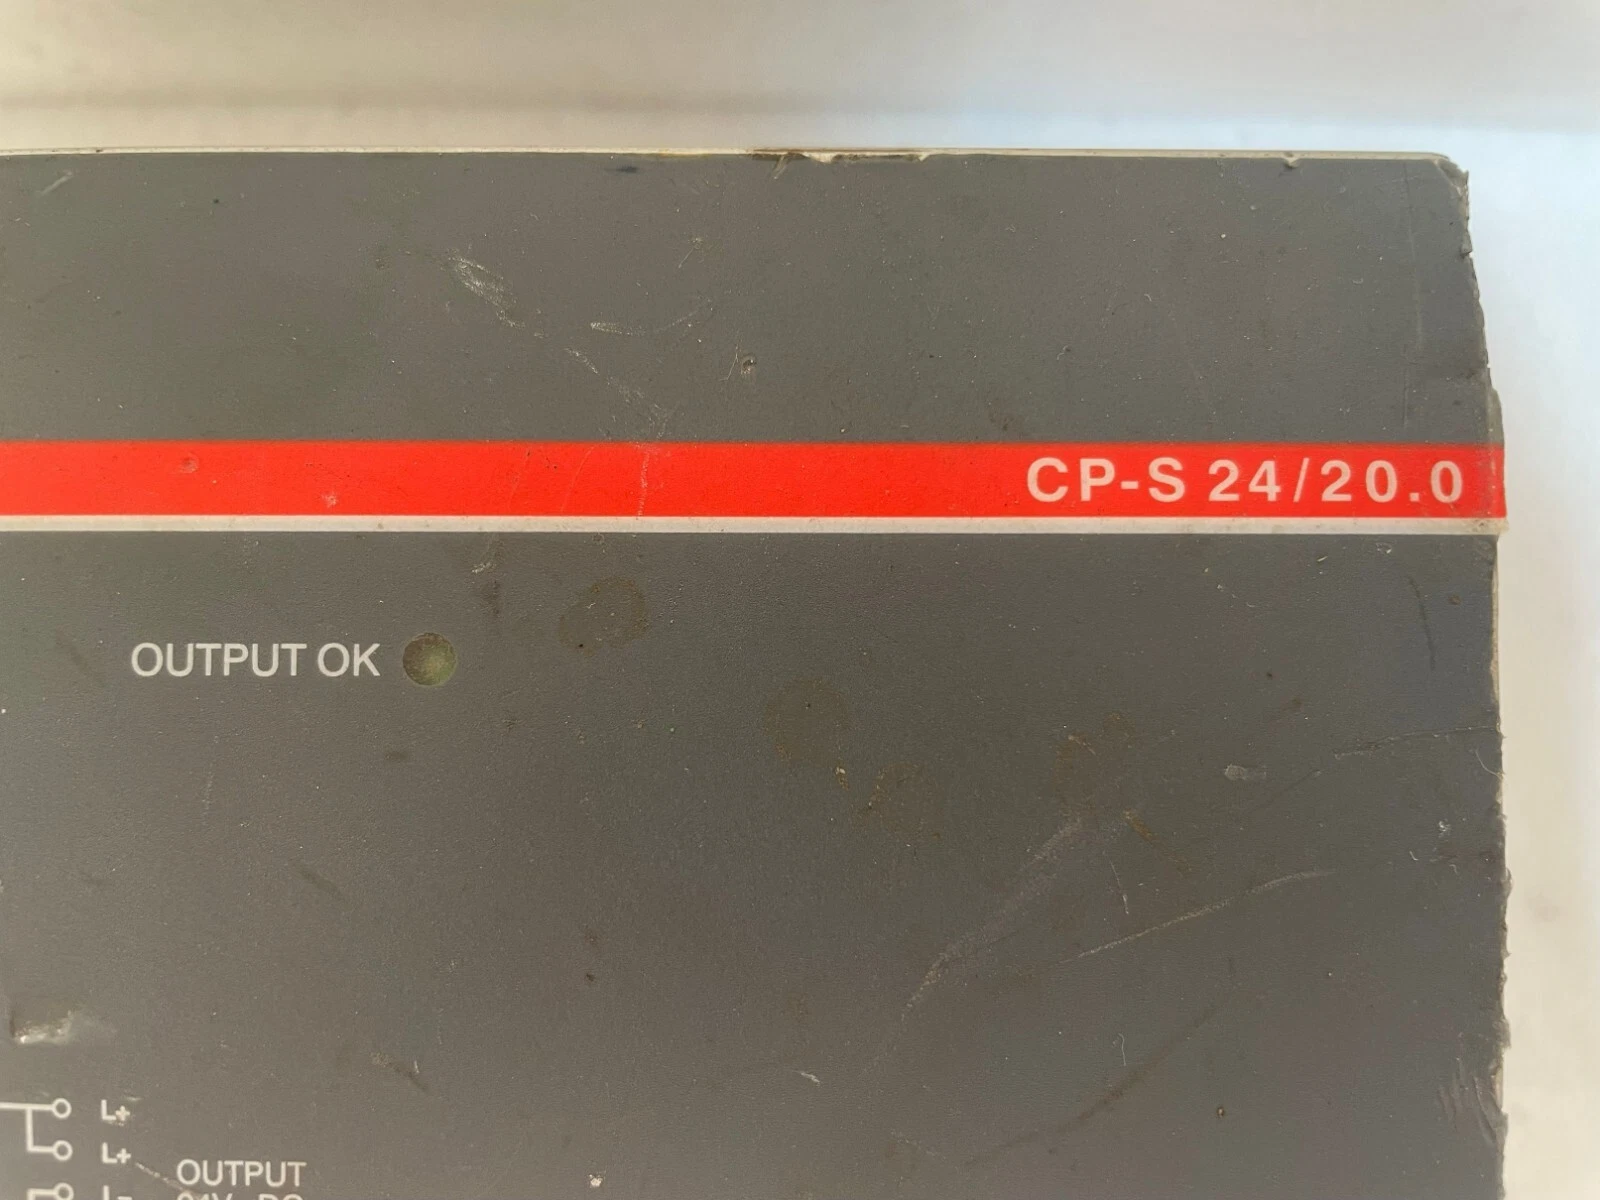 CP-S 24/20.0
OUTPUT OK
L+
L+
OUTPUT